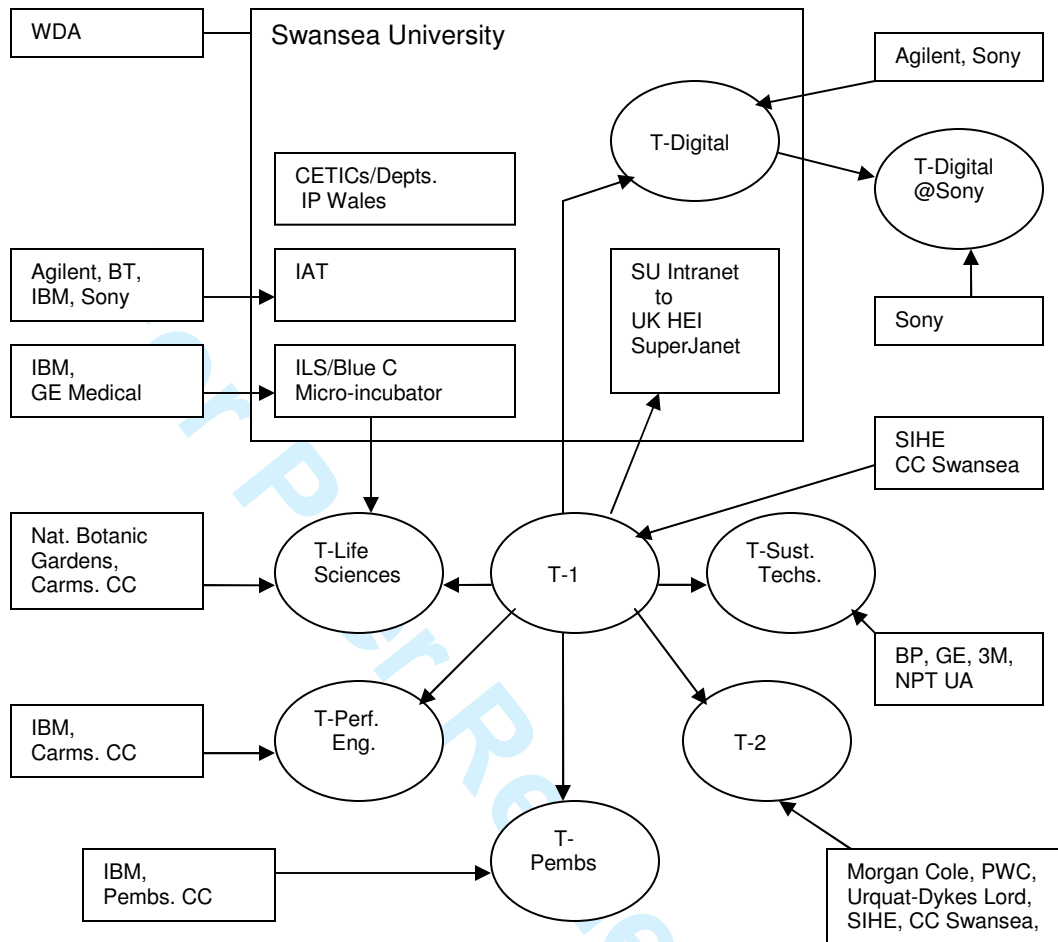 WDA
Swansea University
Agilent, Sony
T-Digital
T-Digital
@Sony
CETICs/Depts.
IP Wales
Agilent, BT,
IBM, Sony
IAT
SU Intranet
to
UK HEI
SuperJanet
Sony
IBM,
GE Medical
ILS/Blue C
Micro-incubator
SIHE
CC Swansea
Nat. Botanic
Gardens,
Carms. CC
T-Life
Sciences
T-1
T-Sust.
Techs.
BP, GE, 3M,
NPT UA
IBM,
Carms. CC
T-Perf.
Eng.
T-2
T-
Pembs
IBM,
Pembs. CC
Morgan Cole, PWC,
Urquat-Dykes Lord,
SIHE, CC Swansea,